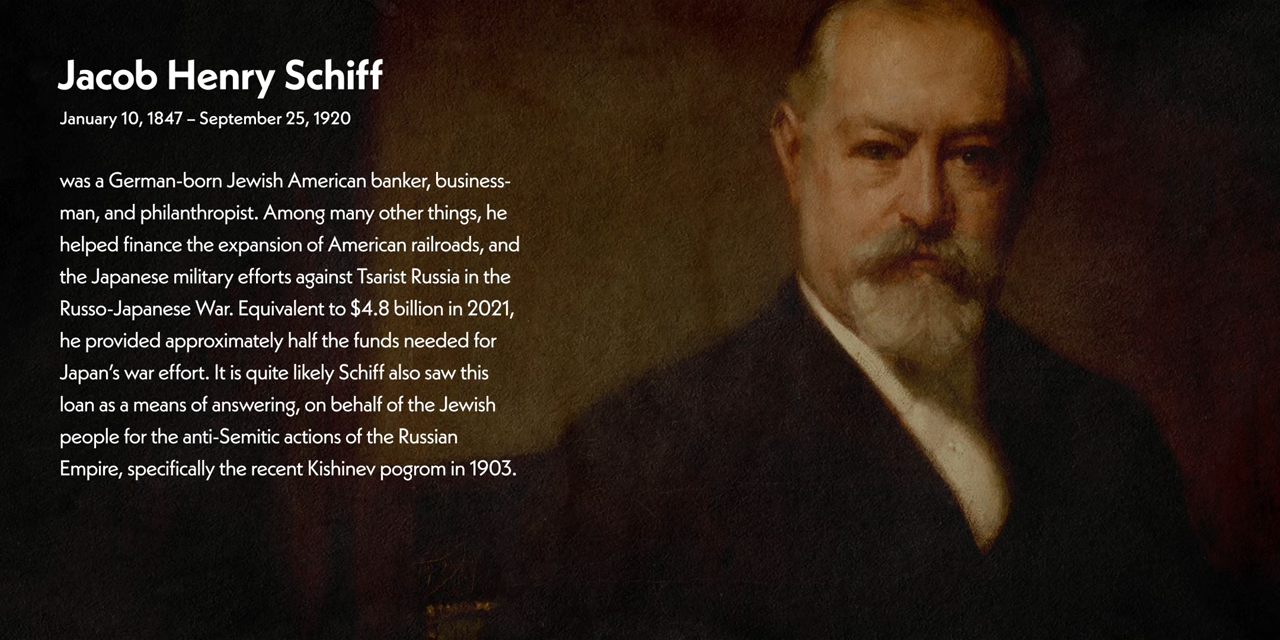 Jacob Henry Schiff
January 10, 1847 – September 25, 1920
was a German-born Jewish American banker, business-
man, and philanthropist. Among many other things, he
helped finance the expansion of American railroads, and
the Japanese military efforts against Tsarist Russia in the
Russo-Japanese War. Equivalent to $4.8 billion in 2021,
he provided approximately half the funds needed for
Japan's war effort. It is quite likely Schiff also saw this
loan as a means of answering, on behalf of the Jewish
people for the anti-Semitic actions of the Russian
Empire, specifically the recent Kishinev pogrom in 1903.